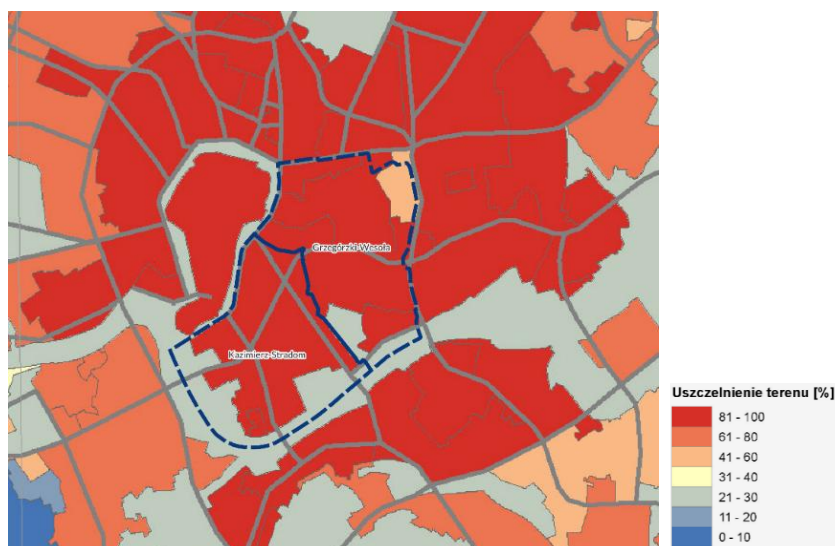 Grzegórzki-Wesoła
Kazimierz-Stradom
Uszczelnienie terenu [%]
81 - 100
61 - 80
41 - 60
31 - 40
21 - 30
11 - 20
0 - 10